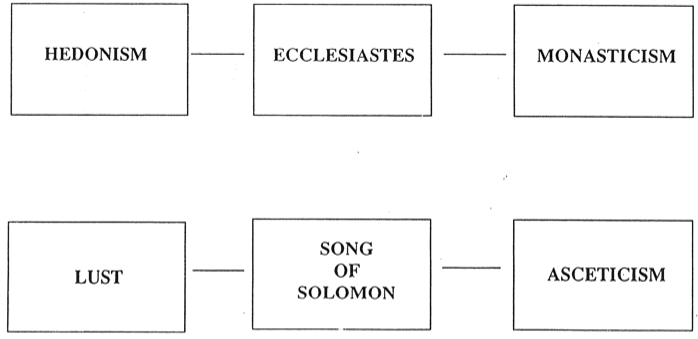 HEDONISM
ECCLESIASTES
MONASTICISM
LUST
SONG
OF
SOLOMON
ASCETICISM